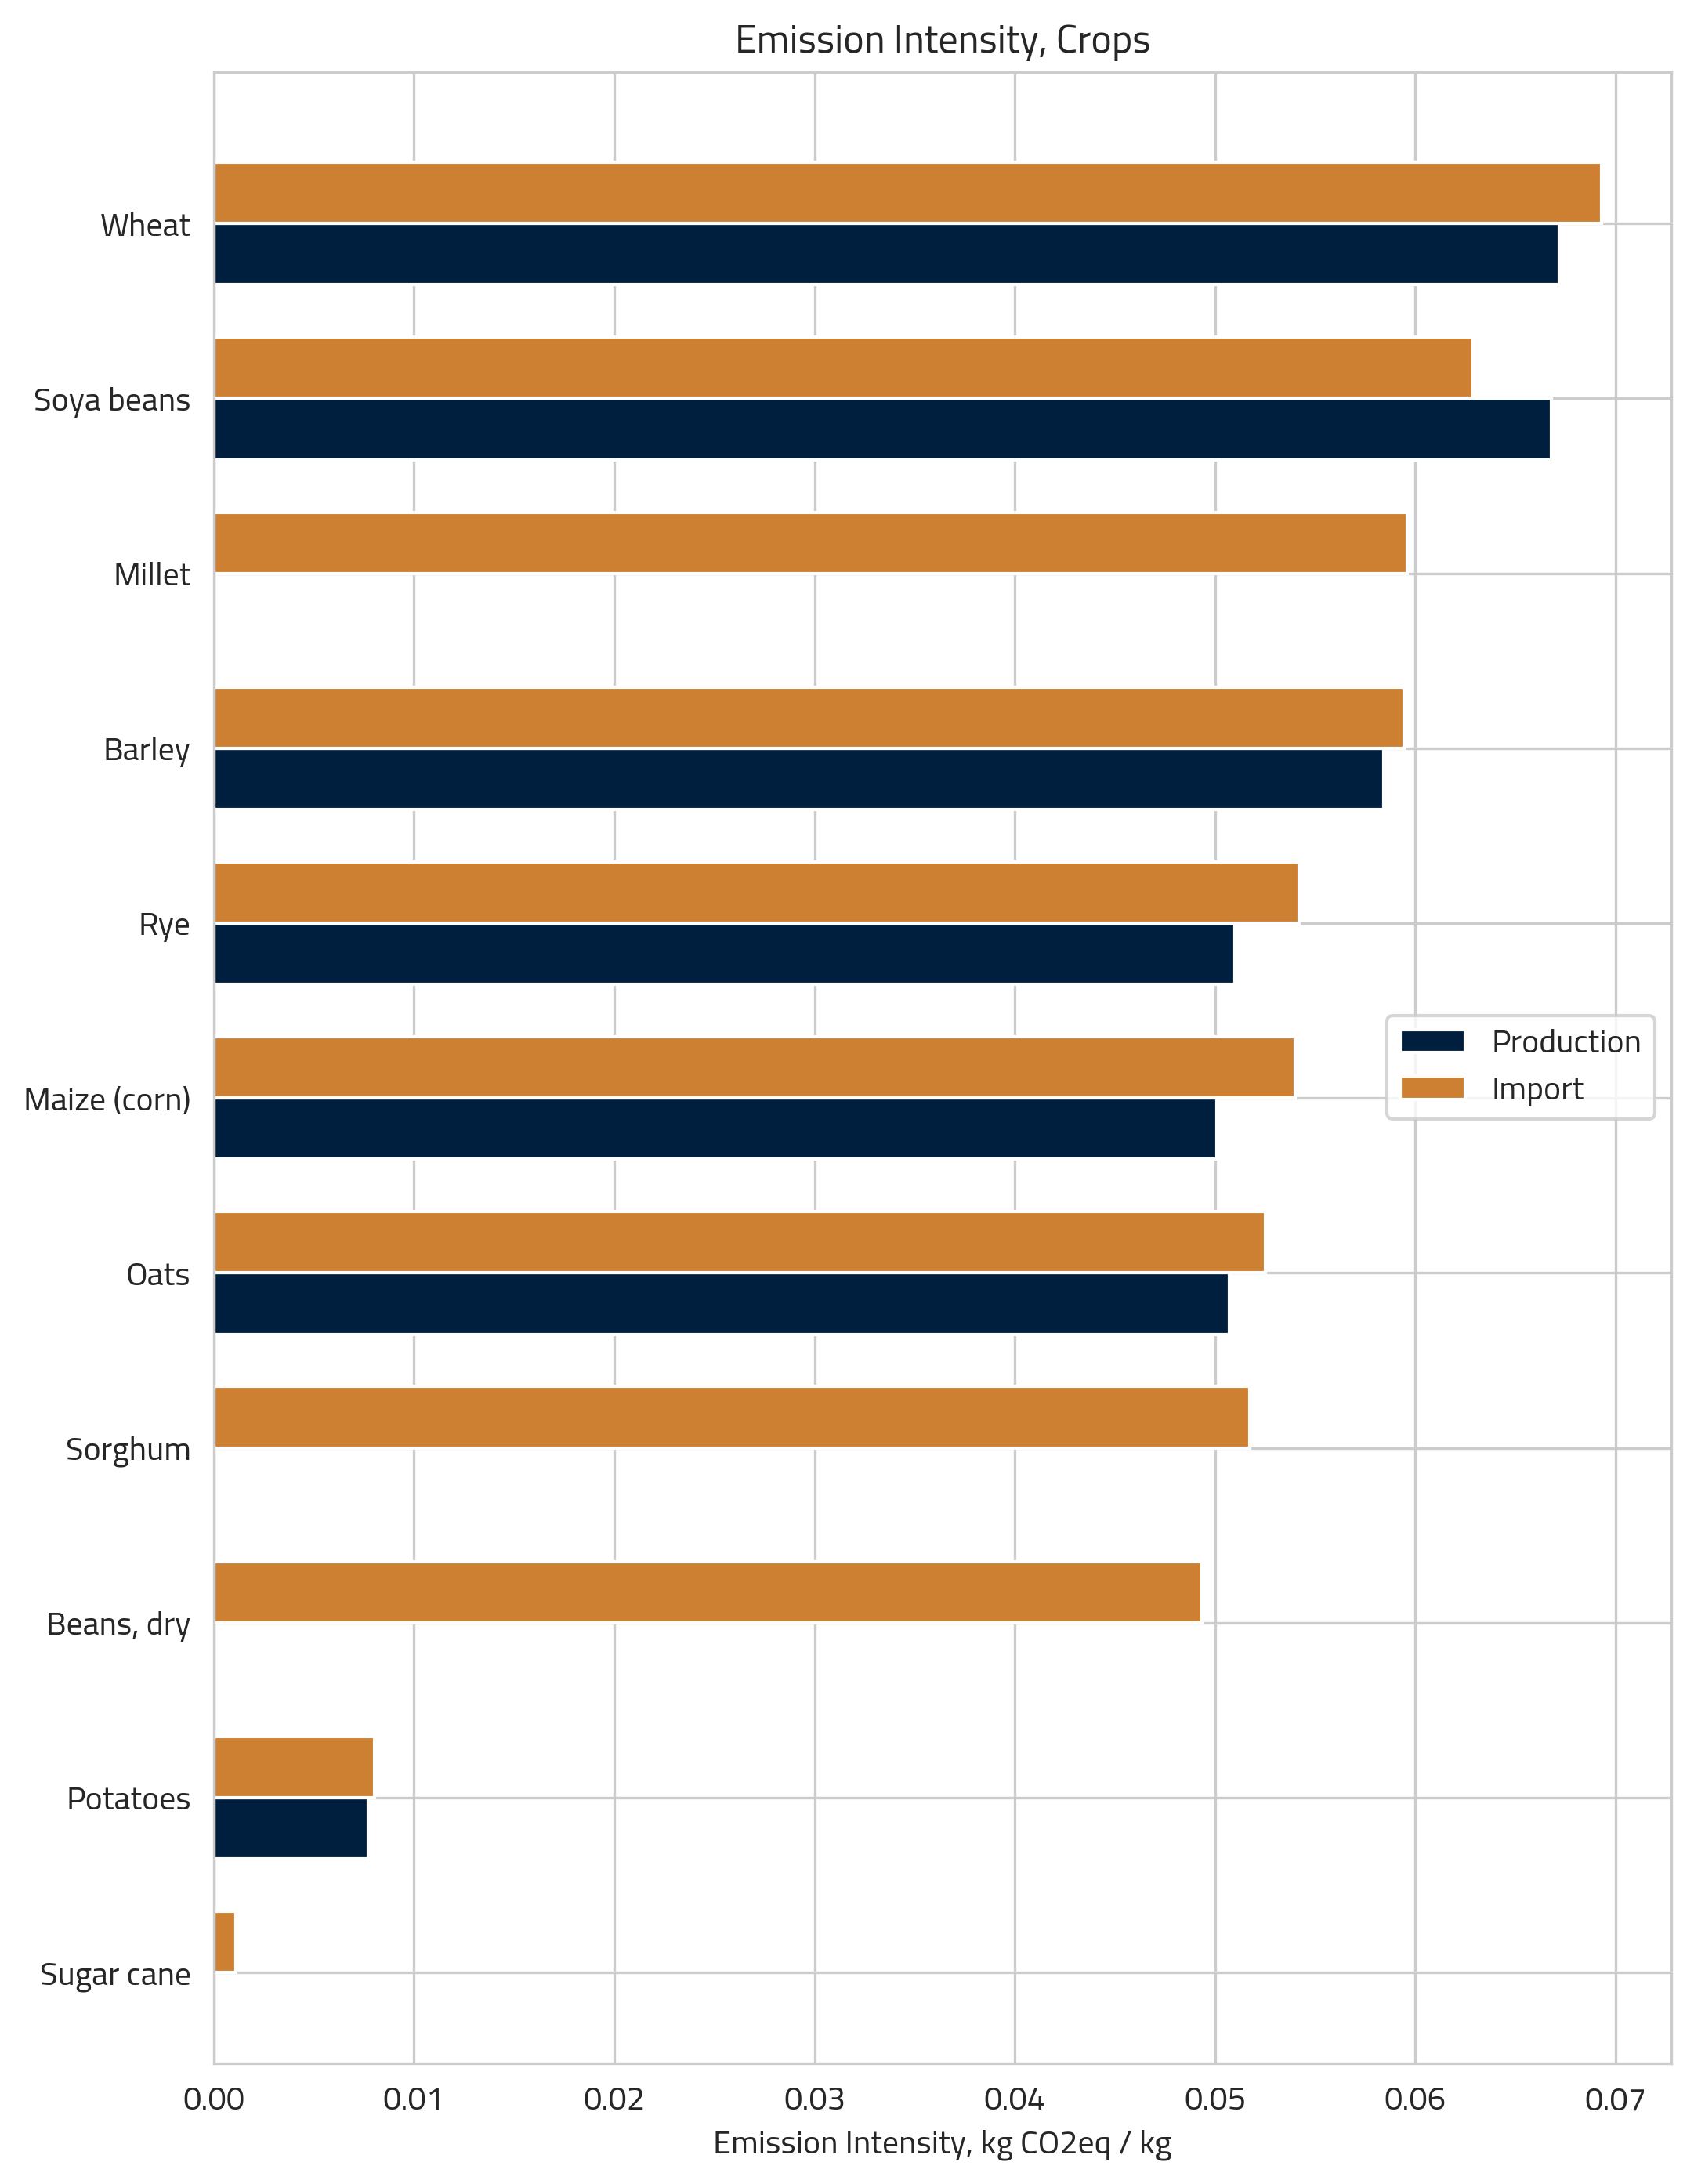 Emission Intensity, Crops
Wheat
Soya beans
Millet
Barley
Rye
Maize (corn)
Oats
Sorghum
Beans, dry
Potatoes
Sugar cane
Production
Import
0.00 0.01 0.02 0.03 0.04 0.05 0.06 0.07
Emission Intensity, kg CO2eq / kg